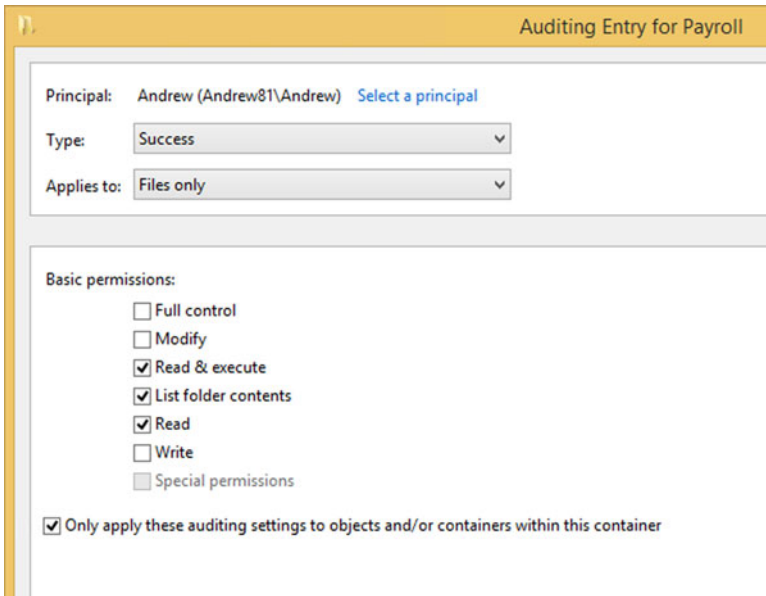 Auditing Entry for Payroll
Principal: Andrew (Andrew81\Andrew) Select a principal
Type: Success
Applies to: Files only
Basic permissions:
Full control
Modify
Read & execute
List folder contents
Read
Write
Special permissions
Only apply these auditing settings to objects and/or containers within this container